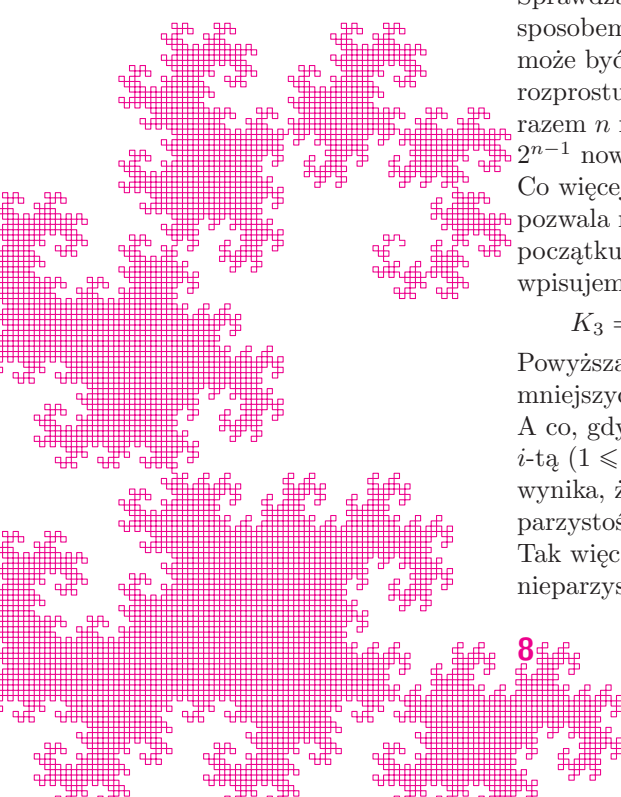 Sprawdza
sposobem
może być
rozprostu
razem n r
2^{n−1} now
Co więcej
pozwala n
początku
wpisujem
K_3 =
Powyższa
mniejszyc
A co, gdy
i-tą (1 ⩽
wynika, ż
parzystoś
Tak więc
nieparzys
8